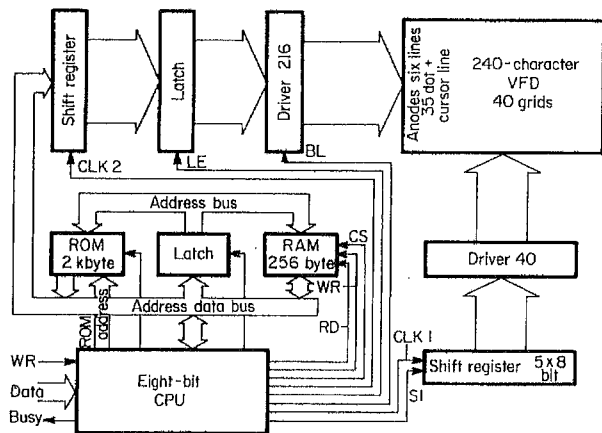 Shift register
Latch
Driver 216
Anodes six lines
35 dot +
cursor line
240-character
VFD
40 grids
CLK 2
LE
BL
Address bus
CS
ROM
2 kbyte
Latch
RAM
256 byte
WR
Driver 40
Address data bus
ROM
address
RD
CLK 1
WR
Data
Busy
Eight-bit
CPU
Shift register
5 x 8
bit
SI